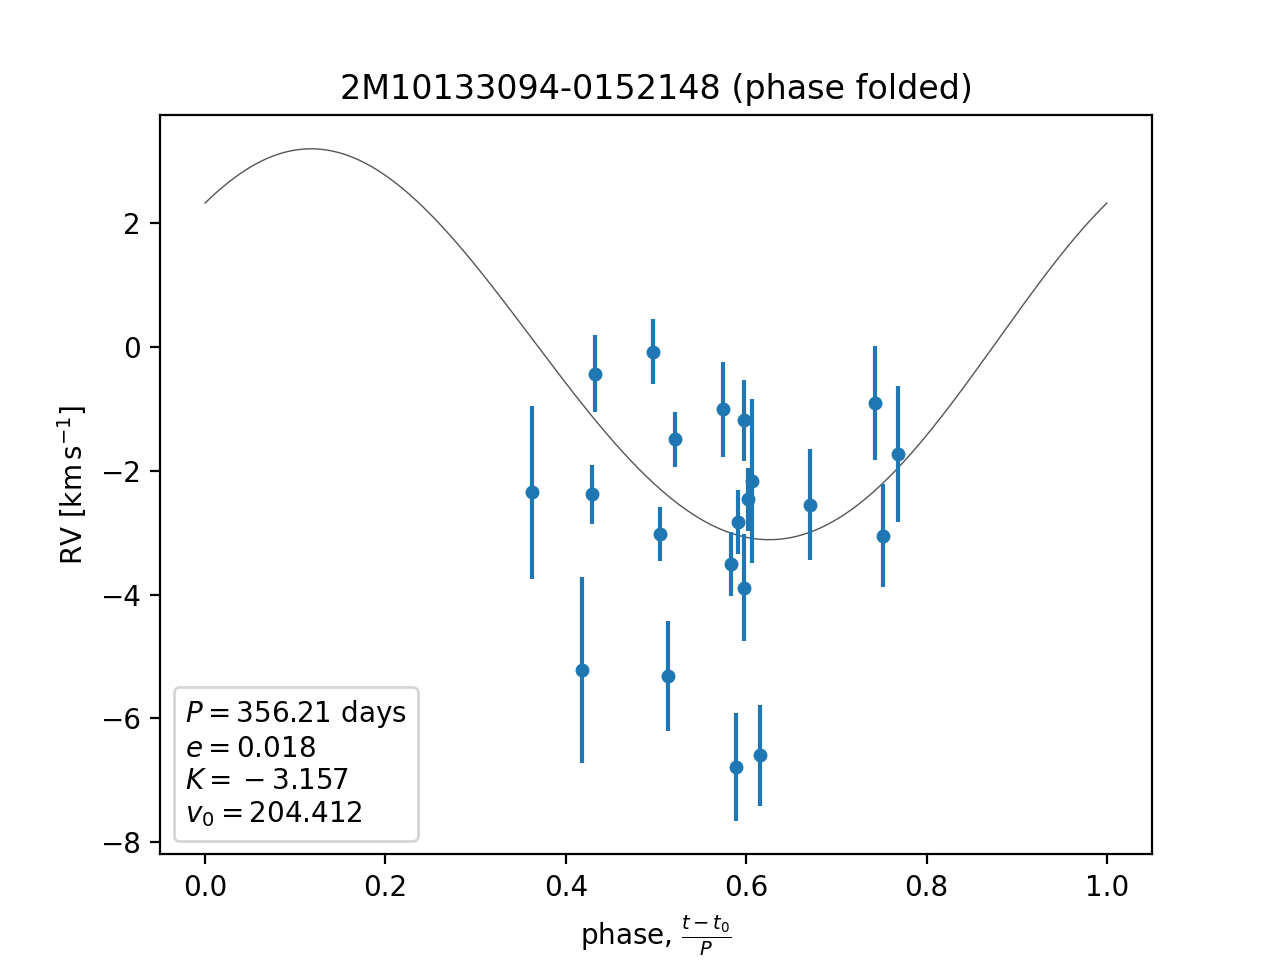 2M10133094-0152148 (phase folded)
RV [km s⁻¹]
2
0
−2
−4
−6
−8
P = 356.21 days
e = 0.018
K = − 3.157
v₀ = 204.412
0.0 0.2 0.4 0.6 0.8 1.0
phase, (t − t₀)/P